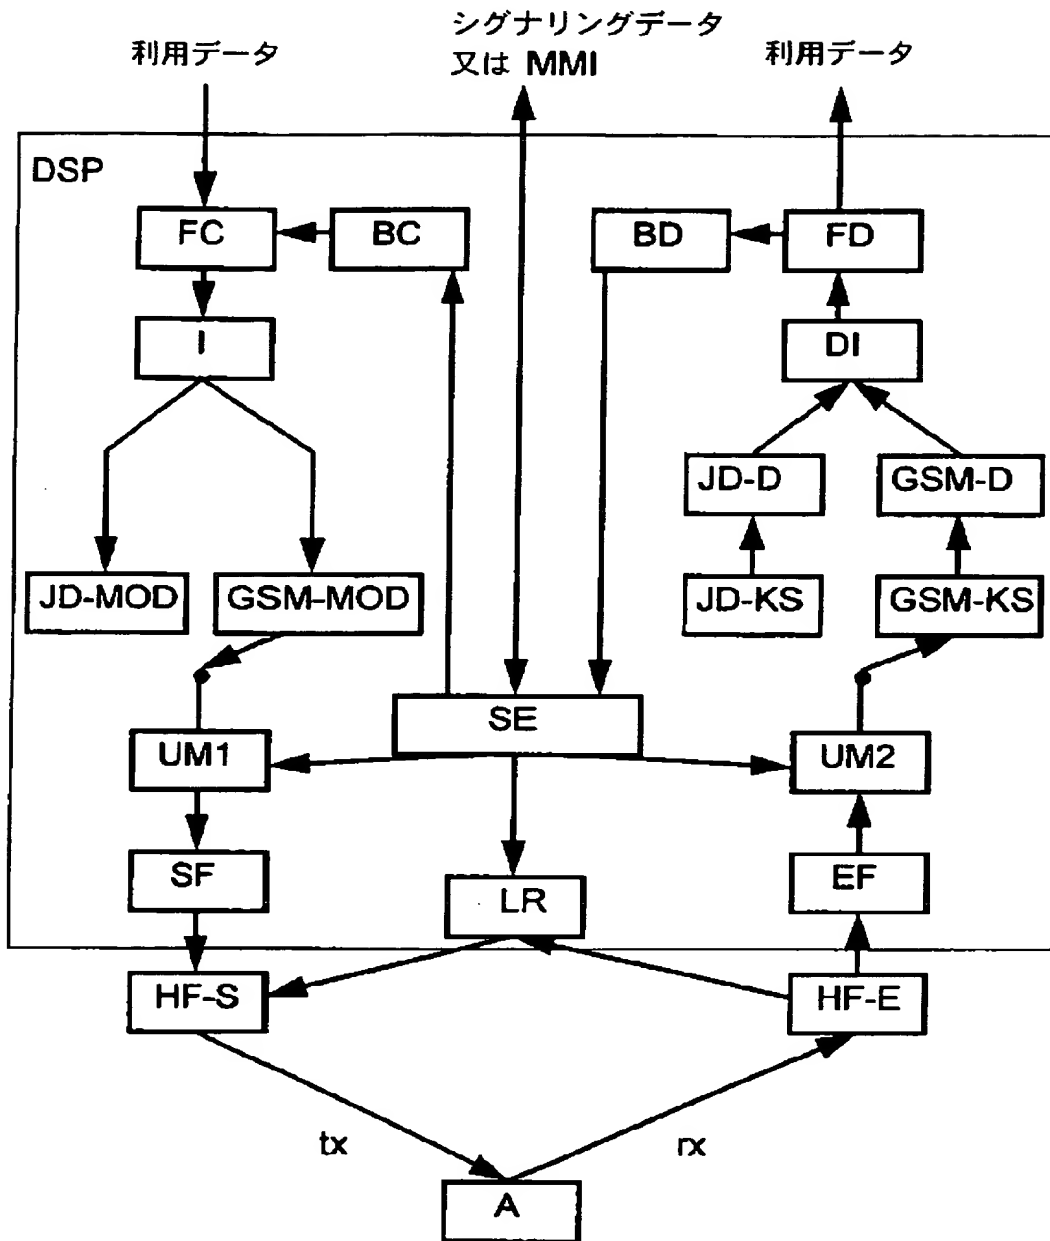 シグナリングデータ
又は MMI
利用データ
利用データ
DSP
FC
BC
BD
FD
I
DI
JD-D
GSM-D
JD-MOD
GSM-MOD
JD-KS
GSM-KS
SE
UM1
UM2
SF
LR
EF
HF-S
HF-E
tx
rx
A